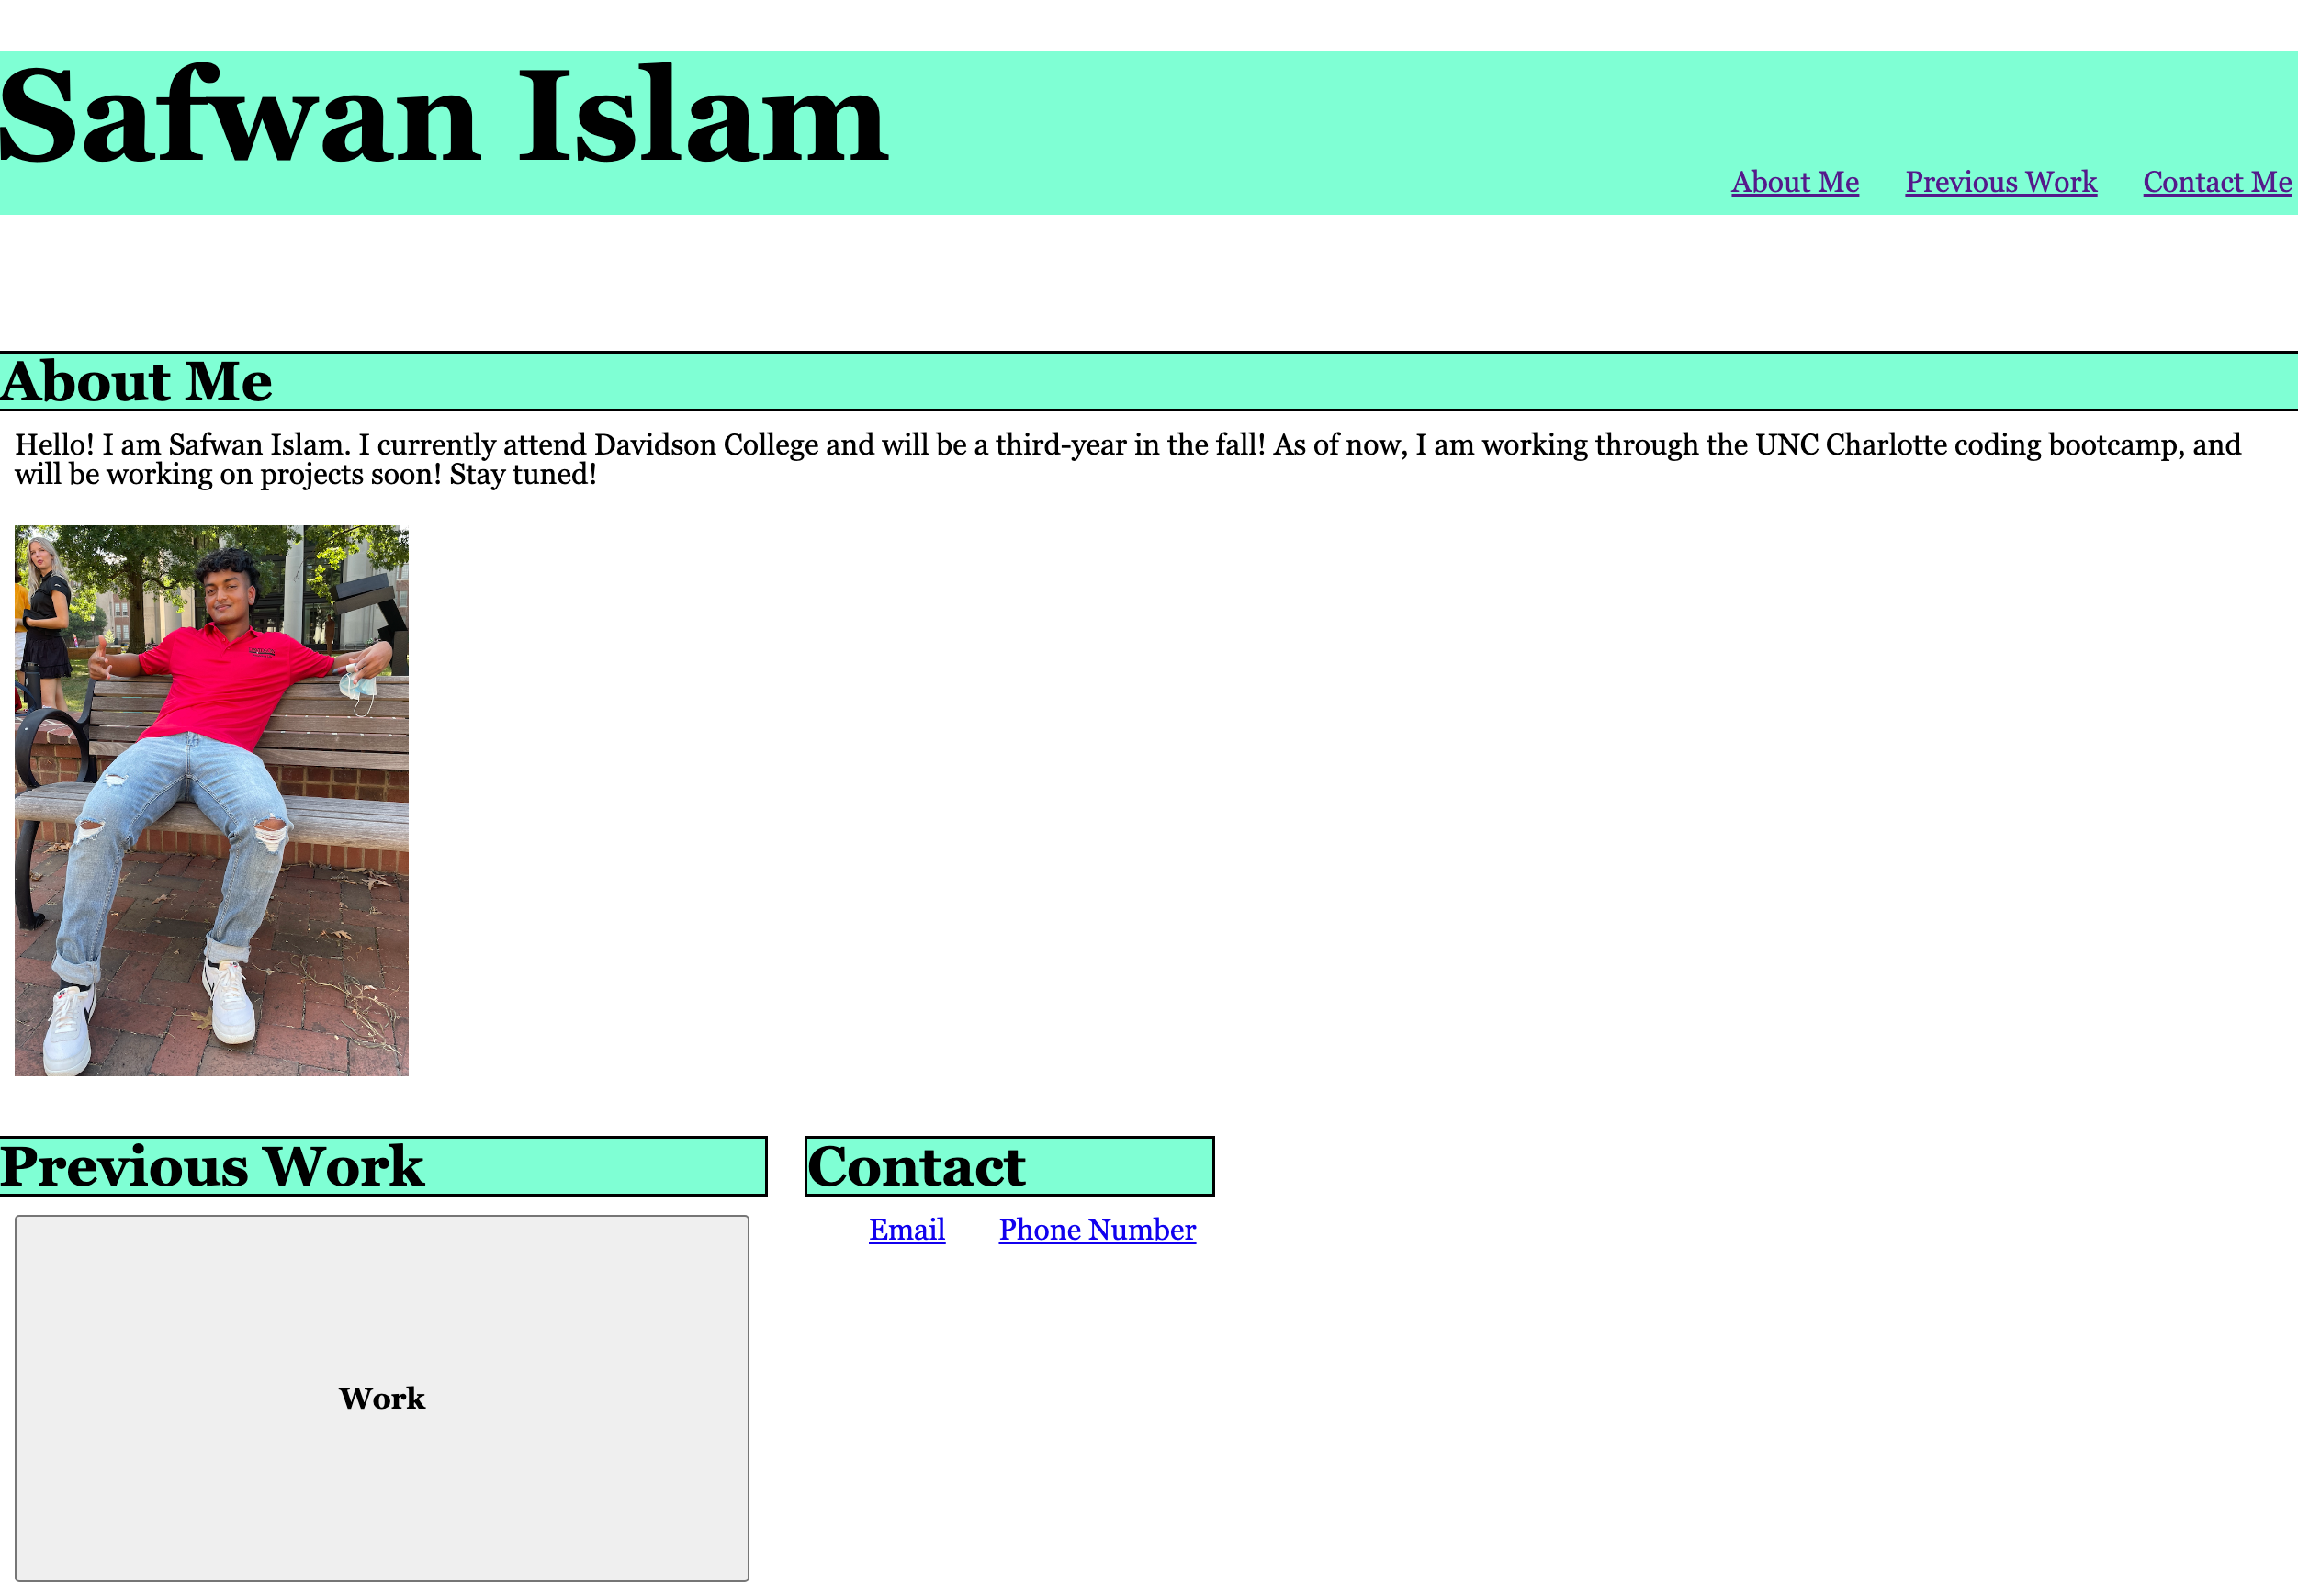 Safwan Islam
About Me
Previous Work
Contact Me
About Me
Hello! I am Safwan Islam. I currently attend Davidson College and will be a third-year in the fall! As of now, I am working through the UNC Charlotte coding bootcamp, and
will be working on projects soon! Stay tuned!
Previous Work
Work
Contact
Email
Phone Number